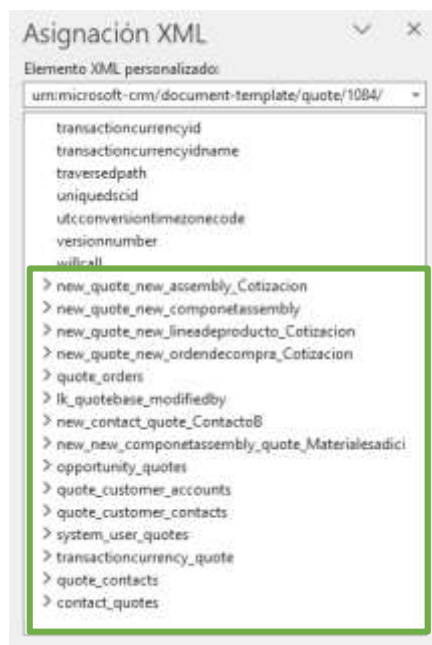 Asignación XML
Elemento XML personalizado:
urn:microsoft-crm/document-template/quote/1084/
transactioncurrencyid
transactioncurrencyidname
traversedpath
uniquedscid
utcconversiontimezonecode
versionnumber
willcall
new_quote_new_assembly_Cotizacion
new_quote_new_componetassembly
new_quote_new_lineadeproducto_Cotizacion
new_quote_new_ordendecompra_Cotizacion
quote_orders
lk_quotebase_modifiedby
new_contact_quote_ContactoB
new_new_componetassembly_quote_Materialesadici
opportunity_quotes
quote_customer_accounts
quote_customer_contacts
system_user_quotes
transactioncurrency_quote
quote_contacts
contact_quotes